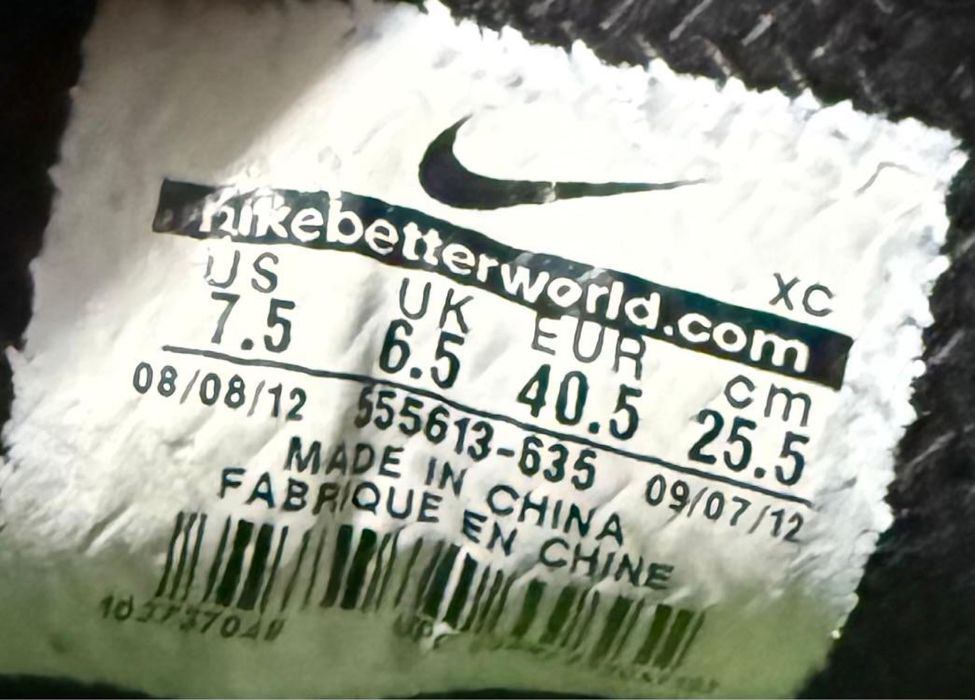 XC
nikebetterworld.com
US UK EUR cm
7.5 6.5 40.5 25.5
08/08/12 555613-635 09/07/12
MADE IN CHINA
FABRIQUE EN CHINE